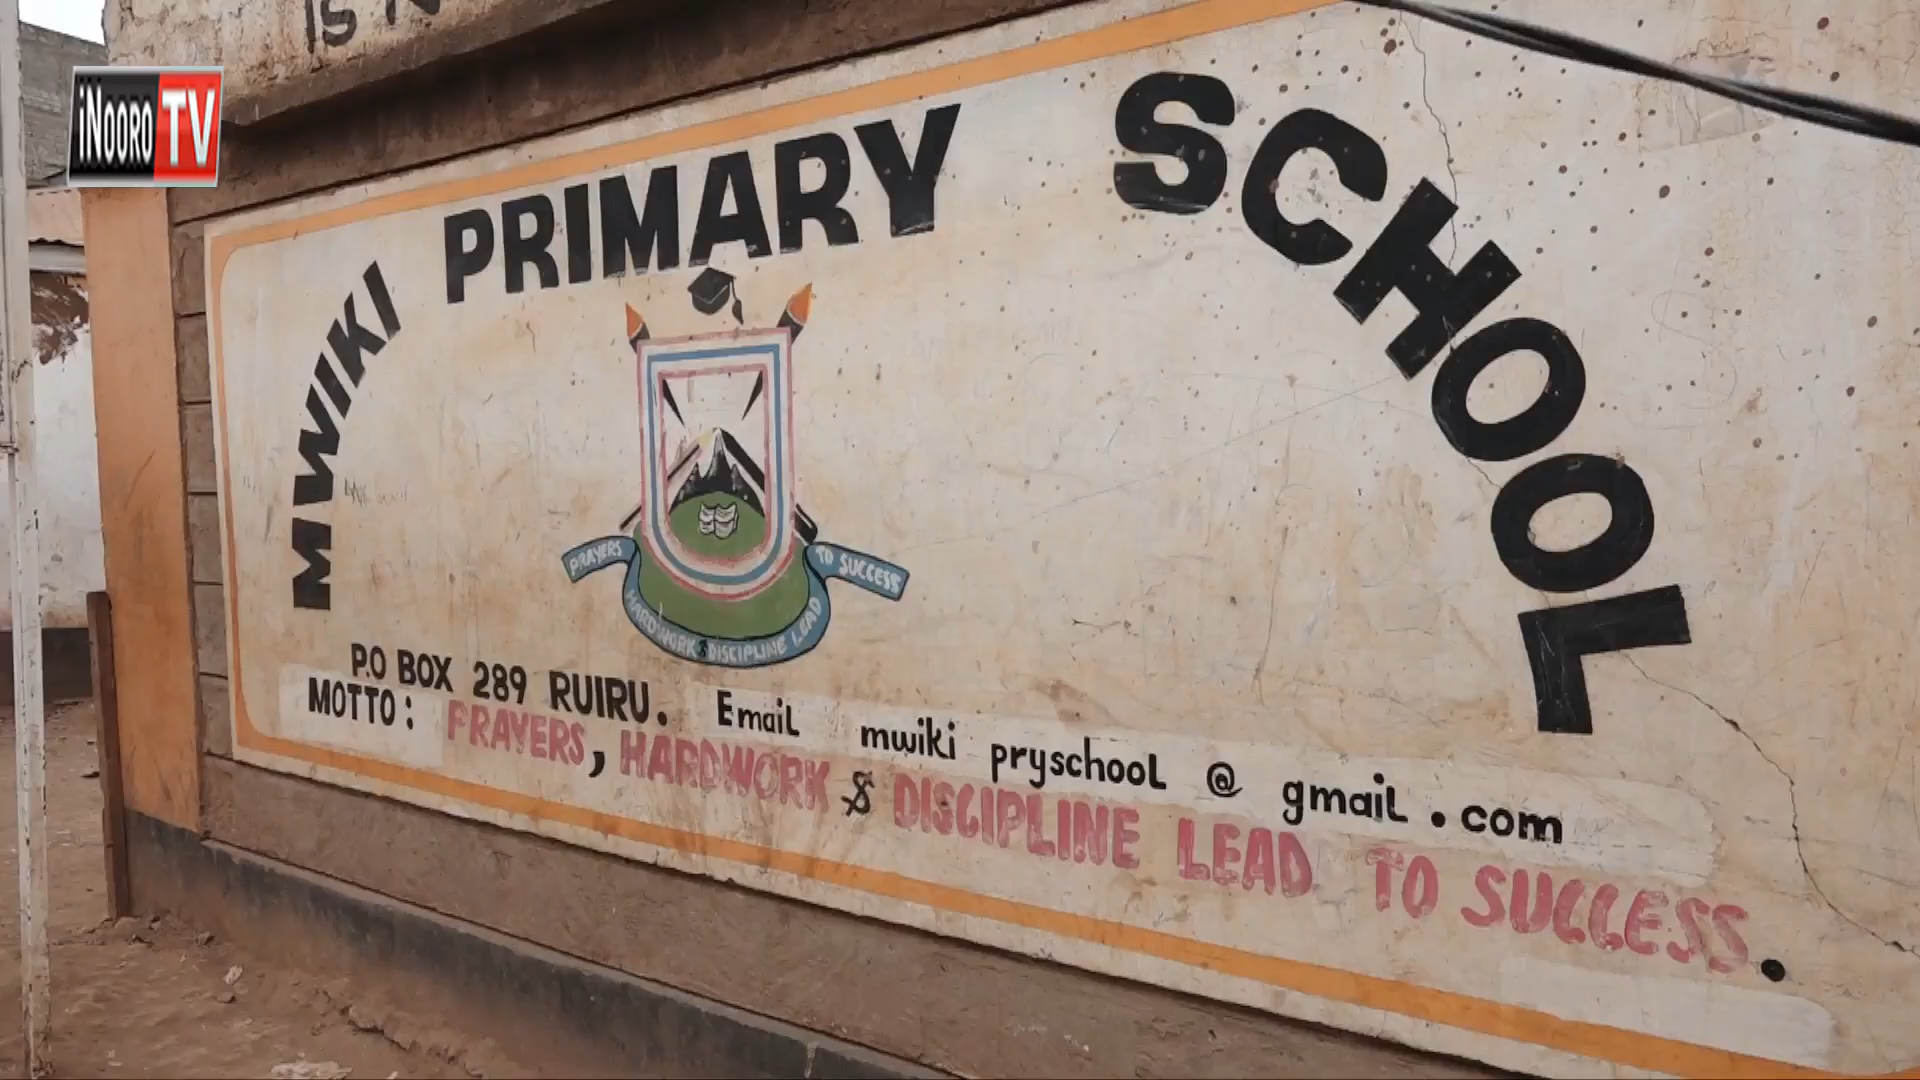 IS
iNOORO TV
MWIKI PRIMARY SCHOOL
PRAYERS
HARDWORK & DISCIPLINE LEAD
TO SUCCESS
P.O BOX 289 RUIRU. Email mwiki pryschool @ gmail . com
MOTTO: PRAYERS, HARDWORK & DISCIPLINE LEAD TO SUCCESS.